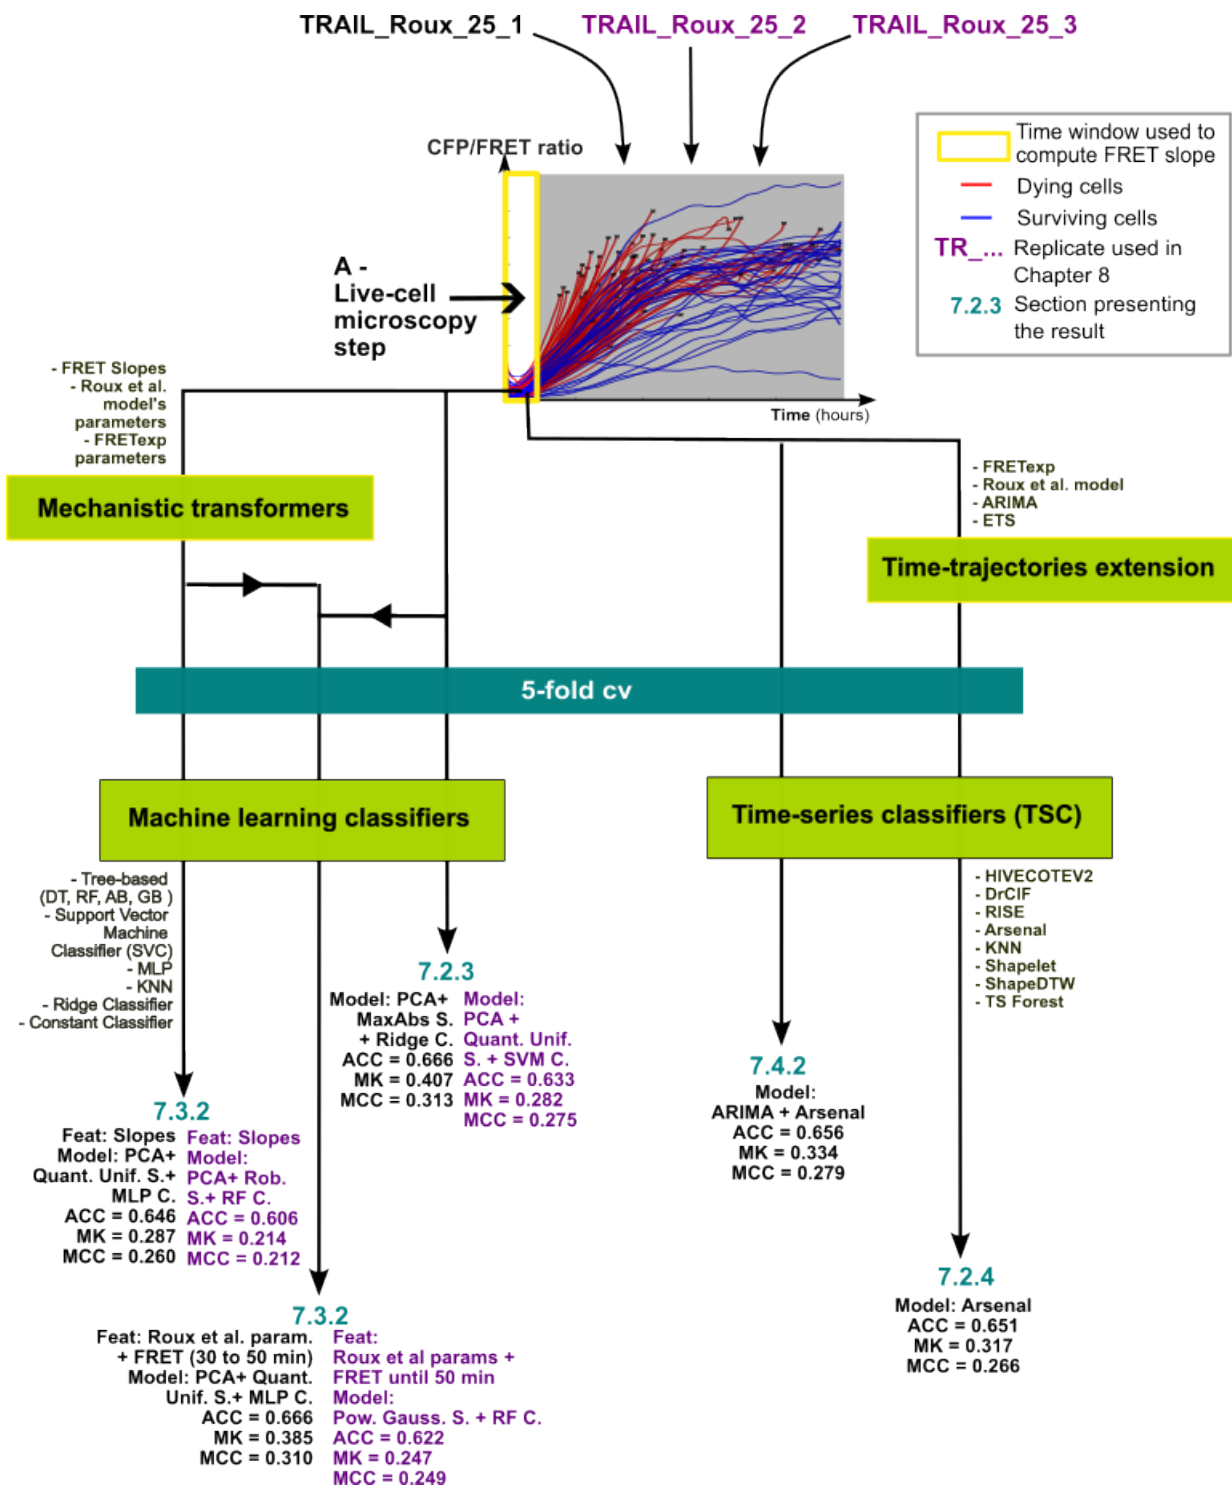 TRAIL_Roux_25_1
TRAIL_Roux_25_2
TRAIL_Roux_25_3
CFP/FRET ratio
Time window used to
compute FRET slope
Dying cells
Surviving cells
TR_... Replicate used in
Chapter 8
7.2.3 Section presenting
the result
A -
Live-cell
microscopy
step
Time (hours)
- FRET Slopes
- Roux et al.
model's
parameters
- FRETexp
parameters
- FRETexp
- Roux et al. model
- ARIMA
- ETS
Mechanistic transformers
Time-trajectories extension
5-fold cv
Machine learning classifiers
Time-series classifiers (TSC)
- Tree-based
(DT, RF, AB, GB )
- Support Vector
Machine
Classifier (SVC)
- MLP
- KNN
- Ridge Classifier
- Constant Classifier
- HIVECOTEV2
- DrCIF
- RISE
- Arsenal
- KNN
- Shapelet
- ShapeDTW
- TS Forest
7.2.3
Model: PCA+
MaxAbs S.
+ Ridge C.
ACC = 0.666
MK = 0.407
MCC = 0.313
Model:
PCA +
Quant. Unif.
S. + SVM C.
ACC = 0.633
MK = 0.282
MCC = 0.275
7.4.2
Model:
ARIMA + Arsenal
ACC = 0.656
MK = 0.334
MCC = 0.279
7.3.2
Feat: Slopes
Model: PCA+
Quant. Unif. S.+
MLP C.
ACC = 0.646
MK = 0.287
MCC = 0.260
Feat: Slopes
Model:
PCA+ Rob.
S.+ RF C.
ACC = 0.606
MK = 0.214
MCC = 0.212
7.2.4
Model: Arsenal
ACC = 0.651
MK = 0.317
MCC = 0.266
7.3.2
Feat: Roux et al. param.
+ FRET (30 to 50 min)
Model: PCA+ Quant.
Unif. S.+ MLP C.
ACC = 0.666
MK = 0.385
MCC = 0.310
Feat:
Roux et al params +
FRET until 50 min
Model:
Pow. Gauss. S. + RF C.
ACC = 0.622
MK = 0.247
MCC = 0.249